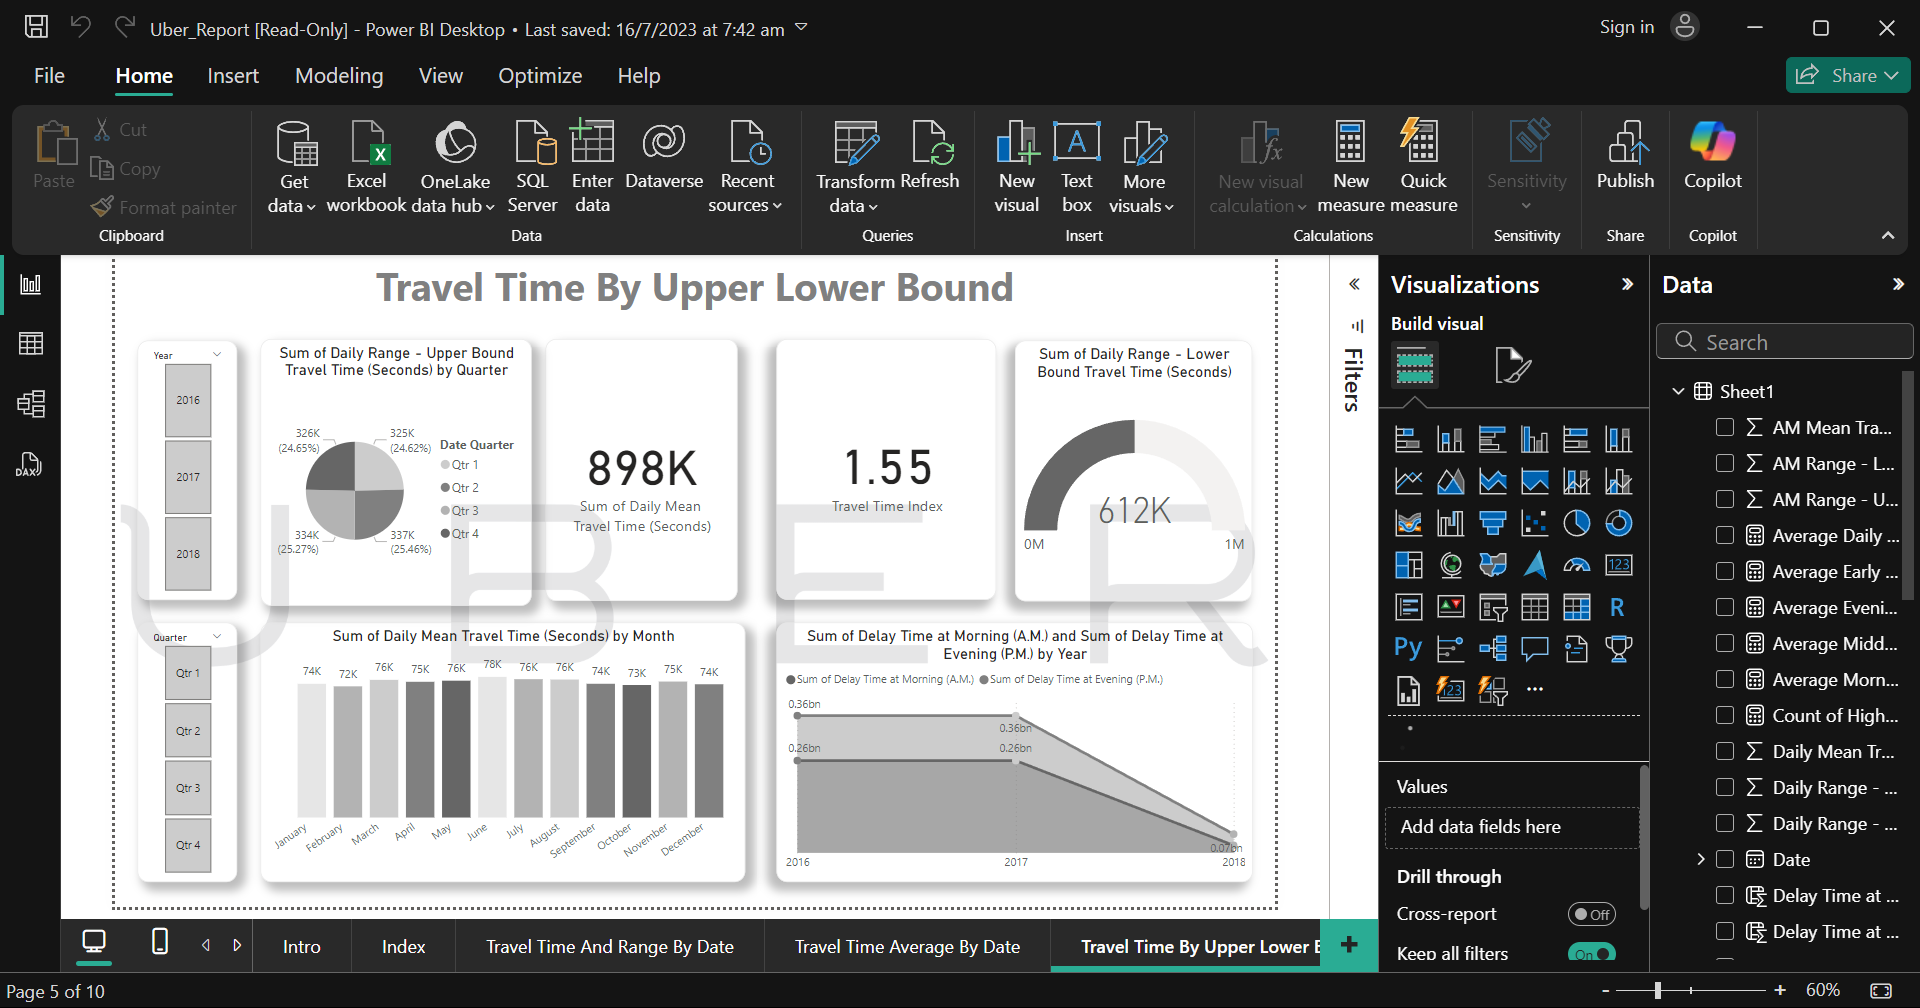 Uber_Report [Read-Only] - Power BI Desktop • Last saved: 16/7/2023 at 7:42 am
Sign in
File
Home
Insert
Modeling
View
Optimize
Help
Share
Paste
Cut
Copy
Format painter
Clipboard
Get data
Excel workbook
OneLake data hub
SQL Server
Enter data
Dataverse
Recent sources
Data
Transform data
Refresh
Queries
New visual
Text box
More visuals
Insert
New visual calculation
New measure
Quick measure
Calculations
Sensitivity
Sensitivity
Publish
Share
Copilot
Copilot
Travel Time By Upper Lower Bound
UBER
Year
2016
2017
2018
Sum of Daily Range - Upper Bound
Travel Time (Seconds) by Quarter
326K
(24.65%)
325K
(24.62%)
334K
(25.27%)
337K
(25.46%)
Date Quarter
Qtr 1
Qtr 2
Qtr 3
Qtr 4
898K
Sum of Daily Mean
Travel Time (Seconds)
1.55
Travel Time Index
Sum of Daily Range - Lower
Bound Travel Time (Seconds)
612K
0M
1M
Quarter
Qtr 1
Qtr 2
Qtr 3
Qtr 4
Sum of Daily Mean Travel Time (Seconds) by Month
74K
72K
76K
75K
76K
78K
76K
76K
74K
73K
75K
74K
January
February
March
April
May
June
July
August
September
October
November
December
Sum of Delay Time at Morning (A.M.) and Sum of Delay Time at
Evening (P.M.) by Year
Sum of Delay Time at Morning (A.M.)
Sum of Delay Time at Evening (P.M.)
0.36bn
0.36bn
0.26bn
0.26bn
0.07bn
2016
2017
2018
Filters
Visualizations
Build visual
123
R
Py
123
Values
Add data fields here
Drill through
Cross-report
Off
Keep all filters
On
Data
Search
Sheet1
AM Mean Tra...
AM Range - L...
AM Range - U...
Average Daily ...
Average Early ...
Average Eveni...
Average Midd...
Average Morn...
Count of High...
Daily Mean Tr...
Daily Range - ...
Daily Range - ...
Date
Delay Time at ...
Delay Time at ...
DAX
Intro
Index
Travel Time And Range By Date
Travel Time Average By Date
Travel Time By Upper Lower
+
Page 5 of 10
- + 60%